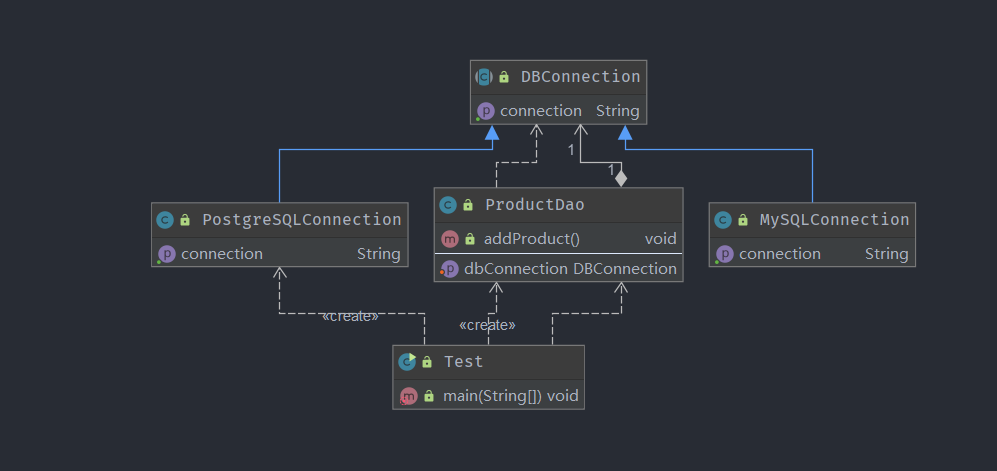 DBConnection
connection String
1
1
PostgreSQLConnection
connection String
ProductDao
addProduct() void
dbConnection DBConnection
MySQLConnection
connection String
«create»
«create»
Test
main(String[]) void